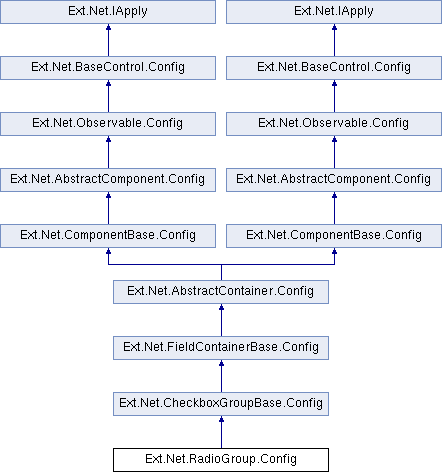 Ext.Net.IApply
Ext.Net.IApply
Ext.Net.BaseControl.Config
Ext.Net.BaseControl.Config
Ext.Net.Observable.Config
Ext.Net.Observable.Config
Ext.Net.AbstractComponent.Config
Ext.Net.AbstractComponent.Config
Ext.Net.ComponentBase.Config
Ext.Net.ComponentBase.Config
Ext.Net.AbstractContainer.Config
Ext.Net.FieldContainerBase.Config
Ext.Net.CheckboxGroupBase.Config
Ext.Net.RadioGroup.Config